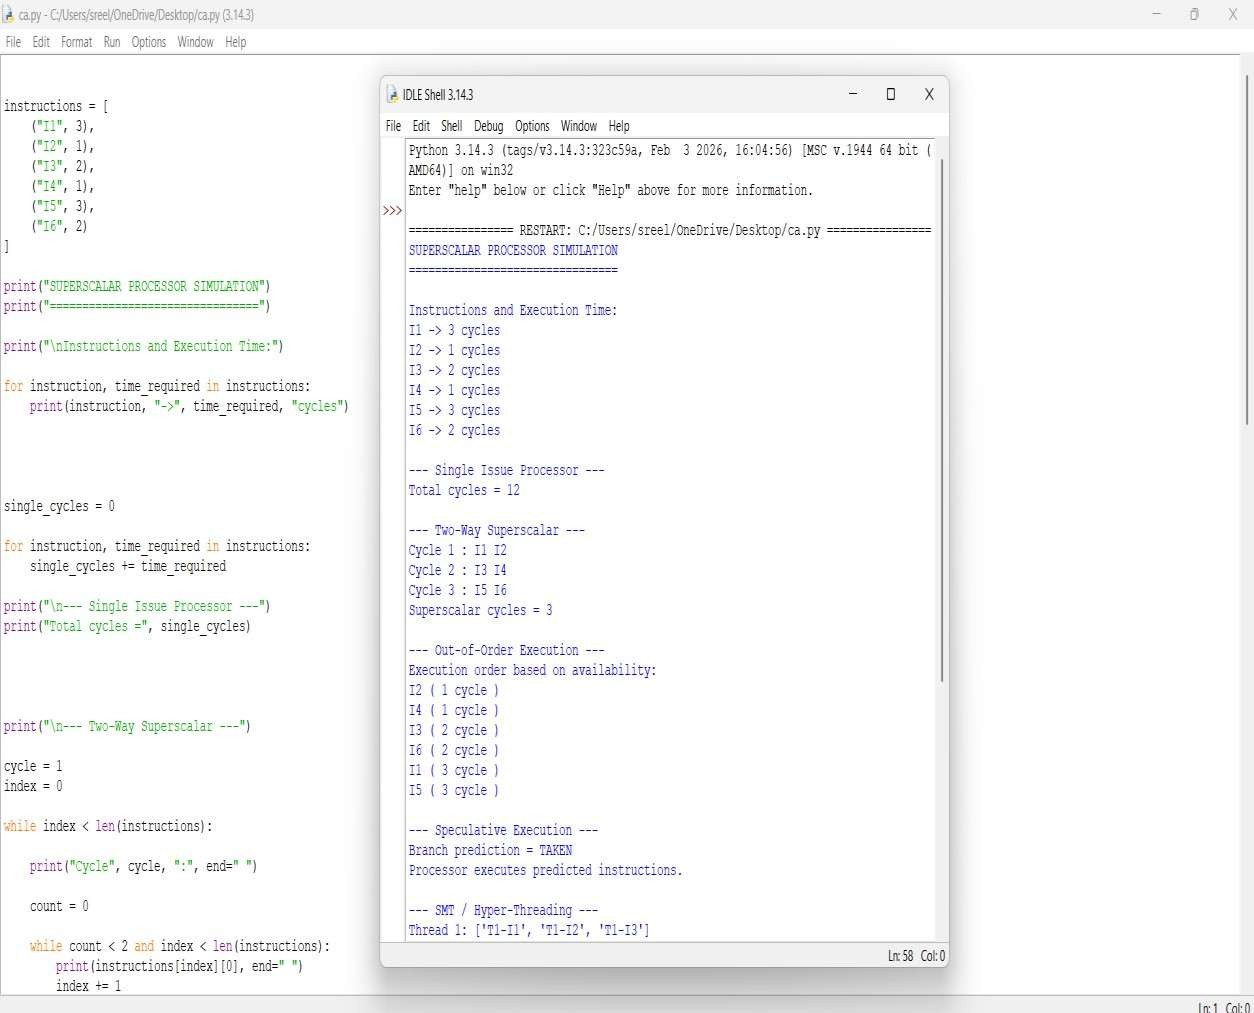 ca.py - C:/Users/sreel/OneDrive/Desktop/ca.py (3.14.3)
File Edit Format Run Options Window Help
instructions = [
    ("I1", 3),
    ("I2", 1),
    ("I3", 2),
    ("I4", 1),
    ("I5", 3),
    ("I6", 2)
]
print("SUPERSCALAR PROCESSOR SIMULATION")
print("================================")
print("\nInstructions and Execution Time:")
for instruction, time_required in instructions:
    print(instruction, "->", time_required, "cycles")
single_cycles = 0
for instruction, time_required in instructions:
    single_cycles += time_required
print("\n--- Single Issue Processor ---")
print("Total cycles =", single_cycles)
print("\n--- Two-Way Superscalar ---")
cycle = 1
index = 0
while index < len(instructions):
    print("Cycle", cycle, ":", end=" ")
    count = 0
    while count < 2 and index < len(instructions):
        print(instructions[index][0], end=" ")
        index += 1
Ln: 1 Col: 0
IDLE Shell 3.14.3
File Edit Shell Debug Options Window Help
Python 3.14.3 (tags/v3.14.3:323c59a, Feb  3 2026, 16:04:56) [MSC v.1944 64 bit (
AMD64)] on win32
Enter "help" below or click "Help" above for more information.
>>>
================ RESTART: C:/Users/sreel/OneDrive/Desktop/ca.py ================
SUPERSCALAR PROCESSOR SIMULATION
================================
Instructions and Execution Time:
I1 -> 3 cycles
I2 -> 1 cycles
I3 -> 2 cycles
I4 -> 1 cycles
I5 -> 3 cycles
I6 -> 2 cycles
--- Single Issue Processor ---
Total cycles = 12
--- Two-Way Superscalar ---
Cycle 1 : I1 I2
Cycle 2 : I3 I4
Cycle 3 : I5 I6
Superscalar cycles = 3
--- Out-of-Order Execution ---
Execution order based on availability:
I2 ( 1 cycle )
I4 ( 1 cycle )
I3 ( 2 cycle )
I6 ( 2 cycle )
I1 ( 3 cycle )
I5 ( 3 cycle )
--- Speculative Execution ---
Branch prediction = TAKEN
Processor executes predicted instructions.
--- SMT / Hyper-Threading ---
Thread 1: ['T1-I1', 'T1-I2', 'T1-I3']
Ln: 58 Col: 0